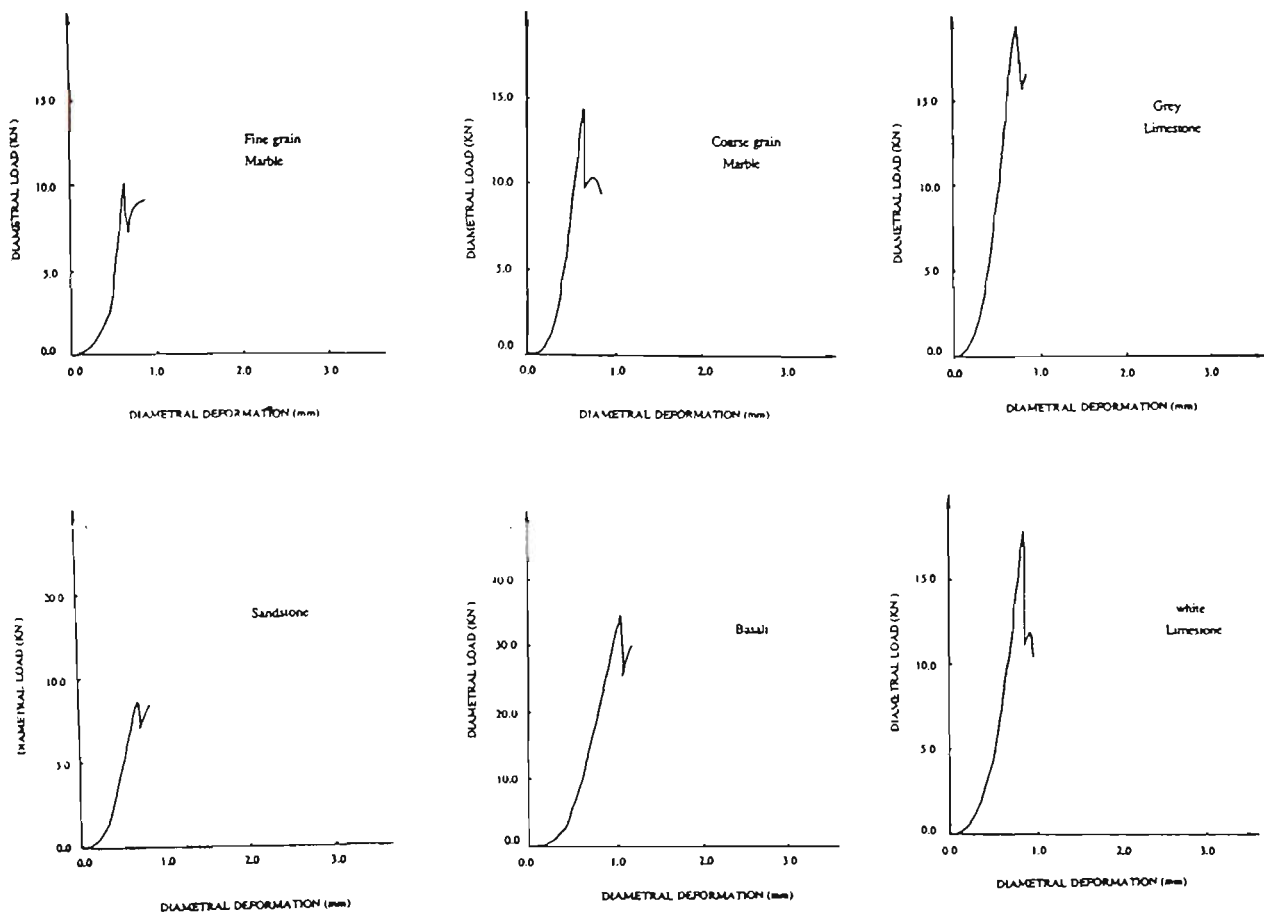 DIAMETRAL LOAD (KN)
15.0
10.0
5.0
0.0
0.0 1.0 2.0 3.0
Fine grain
Marble
DIAMETRAL DEFORMATION (mm)
DIAMETRAL LOAD (KN)
15.0
10.0
5.0
0.0
0.0 1.0 2.0 3.0
Coarse grain
Marble
DIAMETRAL DEFORMATION (mm)
DIAMETRAL LOAD (KN)
15.0
10.0
5.0
0.0
0.0 1.0 2.0 3.0
Grey
Limestone
DIAMETRAL DEFORMATION (mm)
DIAMETRAL LOAD (KN)
20.0
10.0
5.0
0.0
0.0 1.0 2.0 3.0
Sandstone
DIAMETRAL DEFORMATION (mm)
DIAMETRAL LOAD (KN)
40.0
30.0
20.0
10.0
0.0
0.0 1.0 2.0 3.0
Basalt
DIAMETRAL DEFORMATION (mm)
DIAMETRAL LOAD (KN)
15.0
10.0
5.0
0.0
0.0 1.0 2.0 3.0
white
Limestone
DIAMETRAL DEFORMATION (mm)